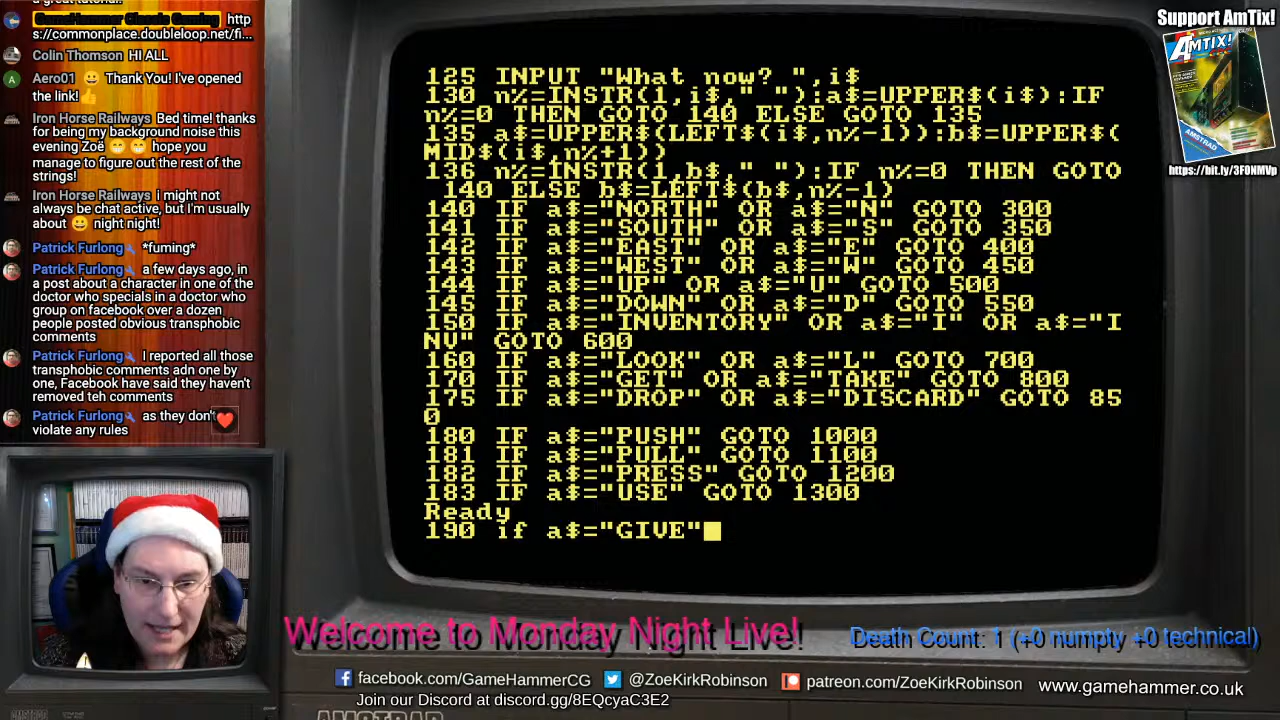 GameHammer Classic Gaming http
s://commonplace.doubleloop.net/fi...
Colin Thomson HI ALL
Aero01 😀 Thank You! I've opened
the link!👍
Iron Horse Railways Bed time! thanks
for being my background noise this
evening Zoë 😁😁 hope you
manage to figure out the rest of the
strings!
Iron Horse Railways i might not
always be chat active, but I'm usually
about 😀 night night!
Patrick Furlong *fuming*
Patrick Furlong a few days ago, in
a post about a character in one of the
doctor who specials in a doctor who
group on facebook over a dozen
people posted obvious transphobic
comments
Patrick Furlong I reported all those
transphobic comments adn one by
one, Facebook have said they haven't
removed teh comments
Patrick Furlong as they don't
violate any rules
125 INPUT "What now? ",i$
130 n%=INSTR(1,i$," "):a$=UPPER$(i$):IF
n%=0 THEN GOTO 140 ELSE GOTO 135
135 a$=UPPER$(LEFT$(i$,n%-1)):b$=UPPER$(
MID$(i$,n%+1))
136 n%=INSTR(1,b$," "):IF n%=0 THEN GOTO
140 ELSE b$=LEFT$(b$,n%-1)
140 IF a$="NORTH" OR a$="N" GOTO 300
141 IF a$="SOUTH" OR a$="S" GOTO 350
142 IF a$="EAST" OR a$="E" GOTO 400
143 IF a$="WEST" OR a$="W" GOTO 450
144 IF a$="UP" OR a$="U" GOTO 500
145 IF a$="DOWN" OR a$="D" GOTO 550
150 IF a$="INVENTORY" OR a$="I" OR a$="I
NV" GOTO 600
160 IF a$="LOOK" OR a$="L" GOTO 700
170 IF a$="GET" OR a$="TAKE" GOTO 800
175 IF a$="DROP" OR a$="DISCARD" GOTO 85
0
180 IF a$="PUSH" GOTO 1000
181 IF a$="PULL" GOTO 1100
182 IF a$="PRESS" GOTO 1200
183 IF a$="USE" GOTO 1300
Ready
190 if a$="GIVE"
Support AmTix!
AMTIX!
AMSTRAD
https://bit.ly/3F0NMVp
Welcome to Monday Night Live!
Death Count: 1 (+0 numpty +0 technical)
facebook.com/GameHammerCG
@ZoeKirkRobinson
patreon.com/ZoeKirkRobinson
www.gamehammer.co.uk
Join our Discord at discord.gg/8EQcyaC3E2
AMSTRAD